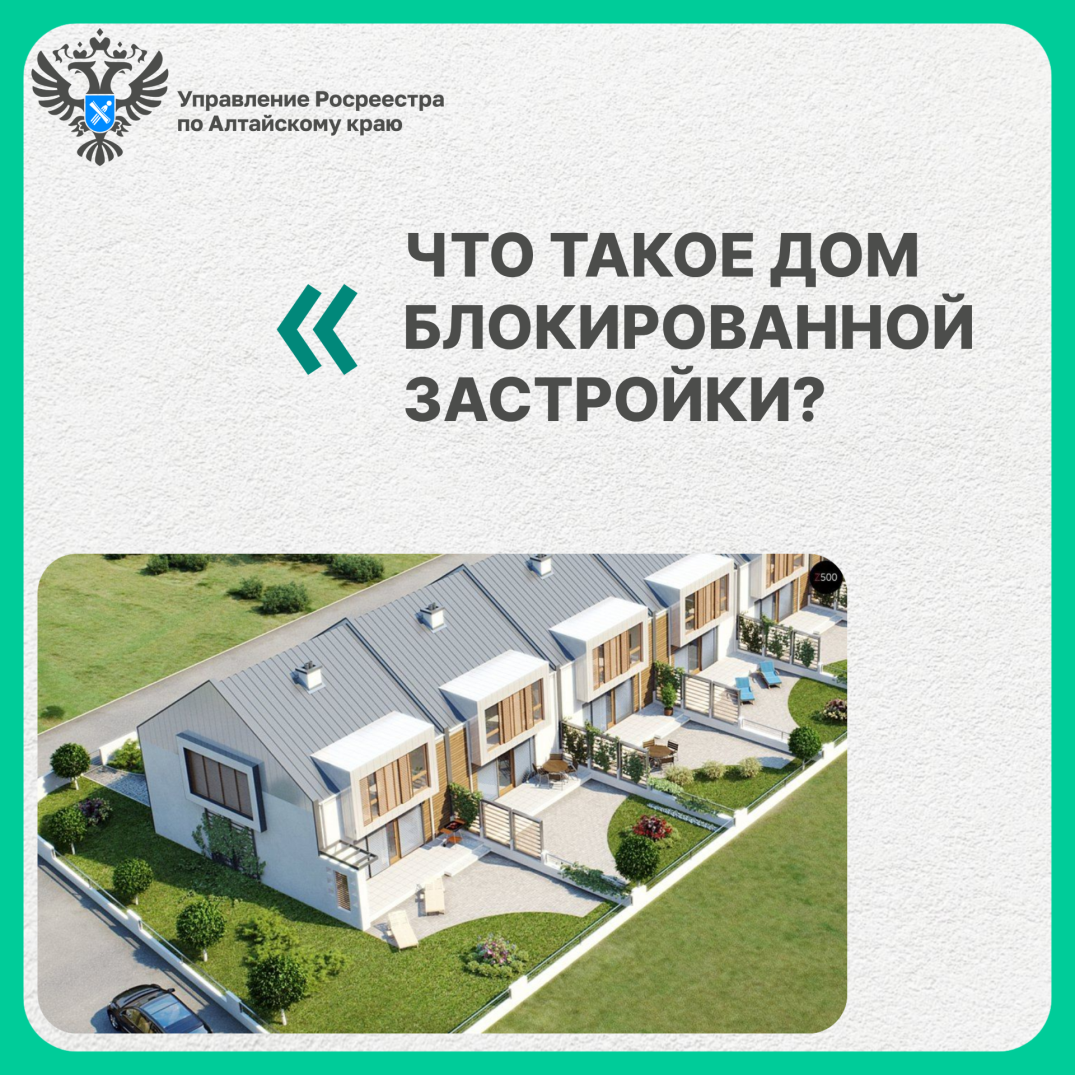 Управление Росреестра
по Алтайскому краю
ЧТО ТАКОЕ ДОМ
« БЛОКИРОВАННОЙ
ЗАСТРОЙКИ?
Z500